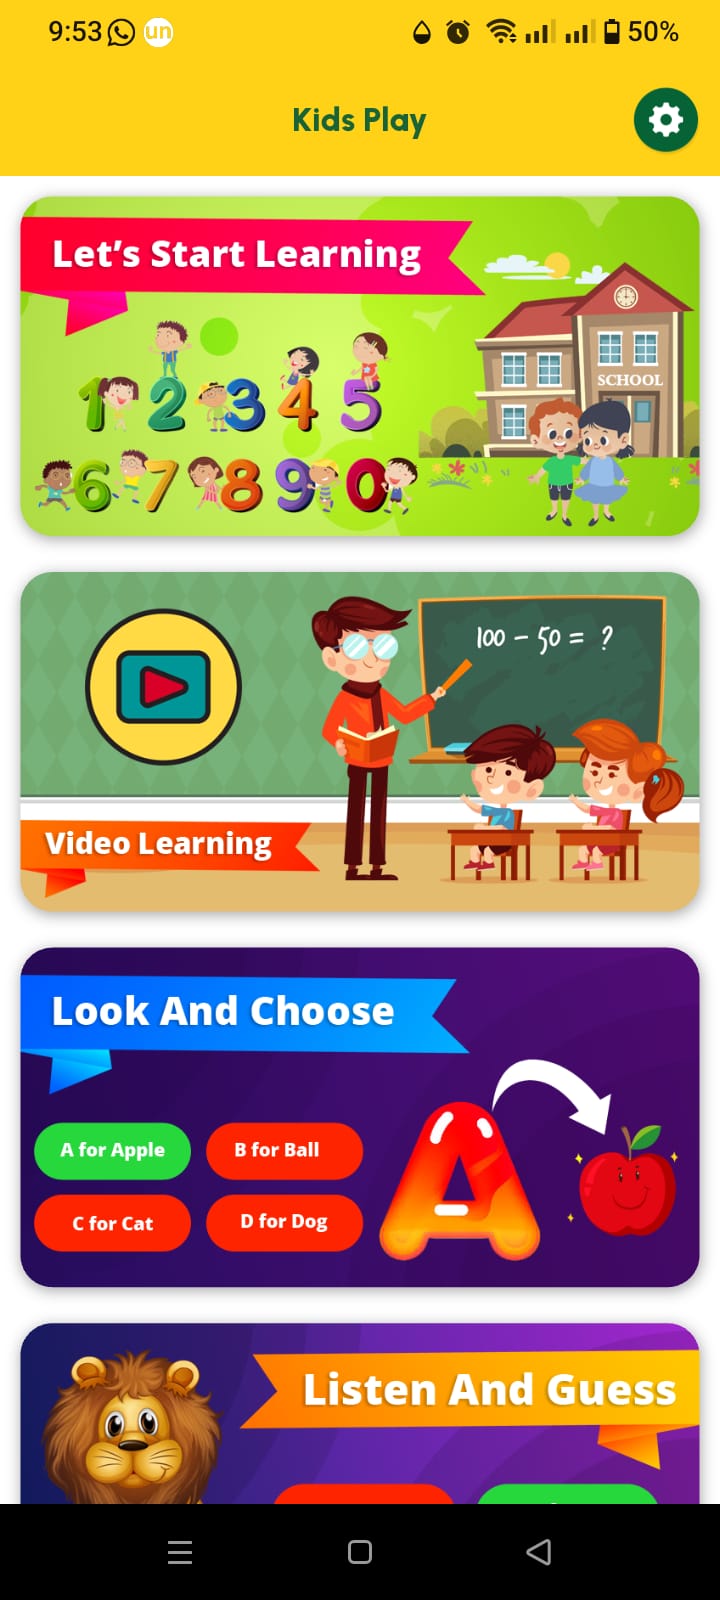 9:53 un 50%
Kids Play
Let's Start Learning
SCHOOL
1 2 3 4 5
6 7 8 9 0
100 - 50 = ?
Video Learning
Look And Choose
A for Apple B for Ball
C for Cat D for Dog
A
Listen And Guess